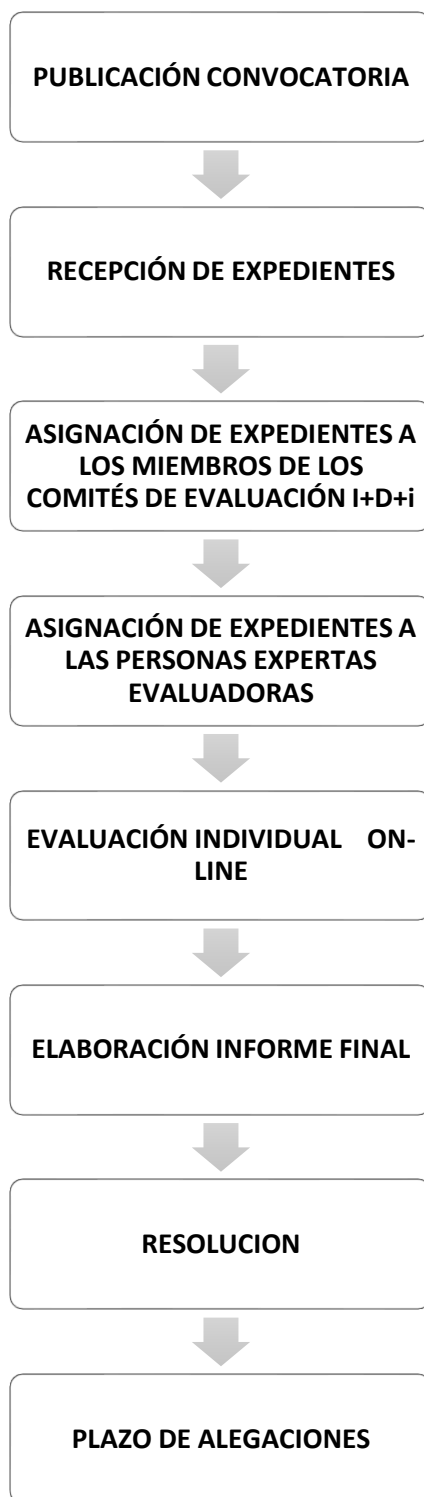 PUBLICACIÓN CONVOCATORIA
RECEPCIÓN DE EXPEDIENTES
ASIGNACIÓN DE EXPEDIENTES A
LOS MIEMBROS DE LOS
COMITÉS DE EVALUACIÓN I+D+i
ASIGNACIÓN DE EXPEDIENTES A
LAS PERSONAS EXPERTAS
EVALUADORAS
EVALUACIÓN INDIVIDUAL ON-
LINE
ELABORACIÓN INFORME FINAL
RESOLUCION
PLAZO DE ALEGACIONES